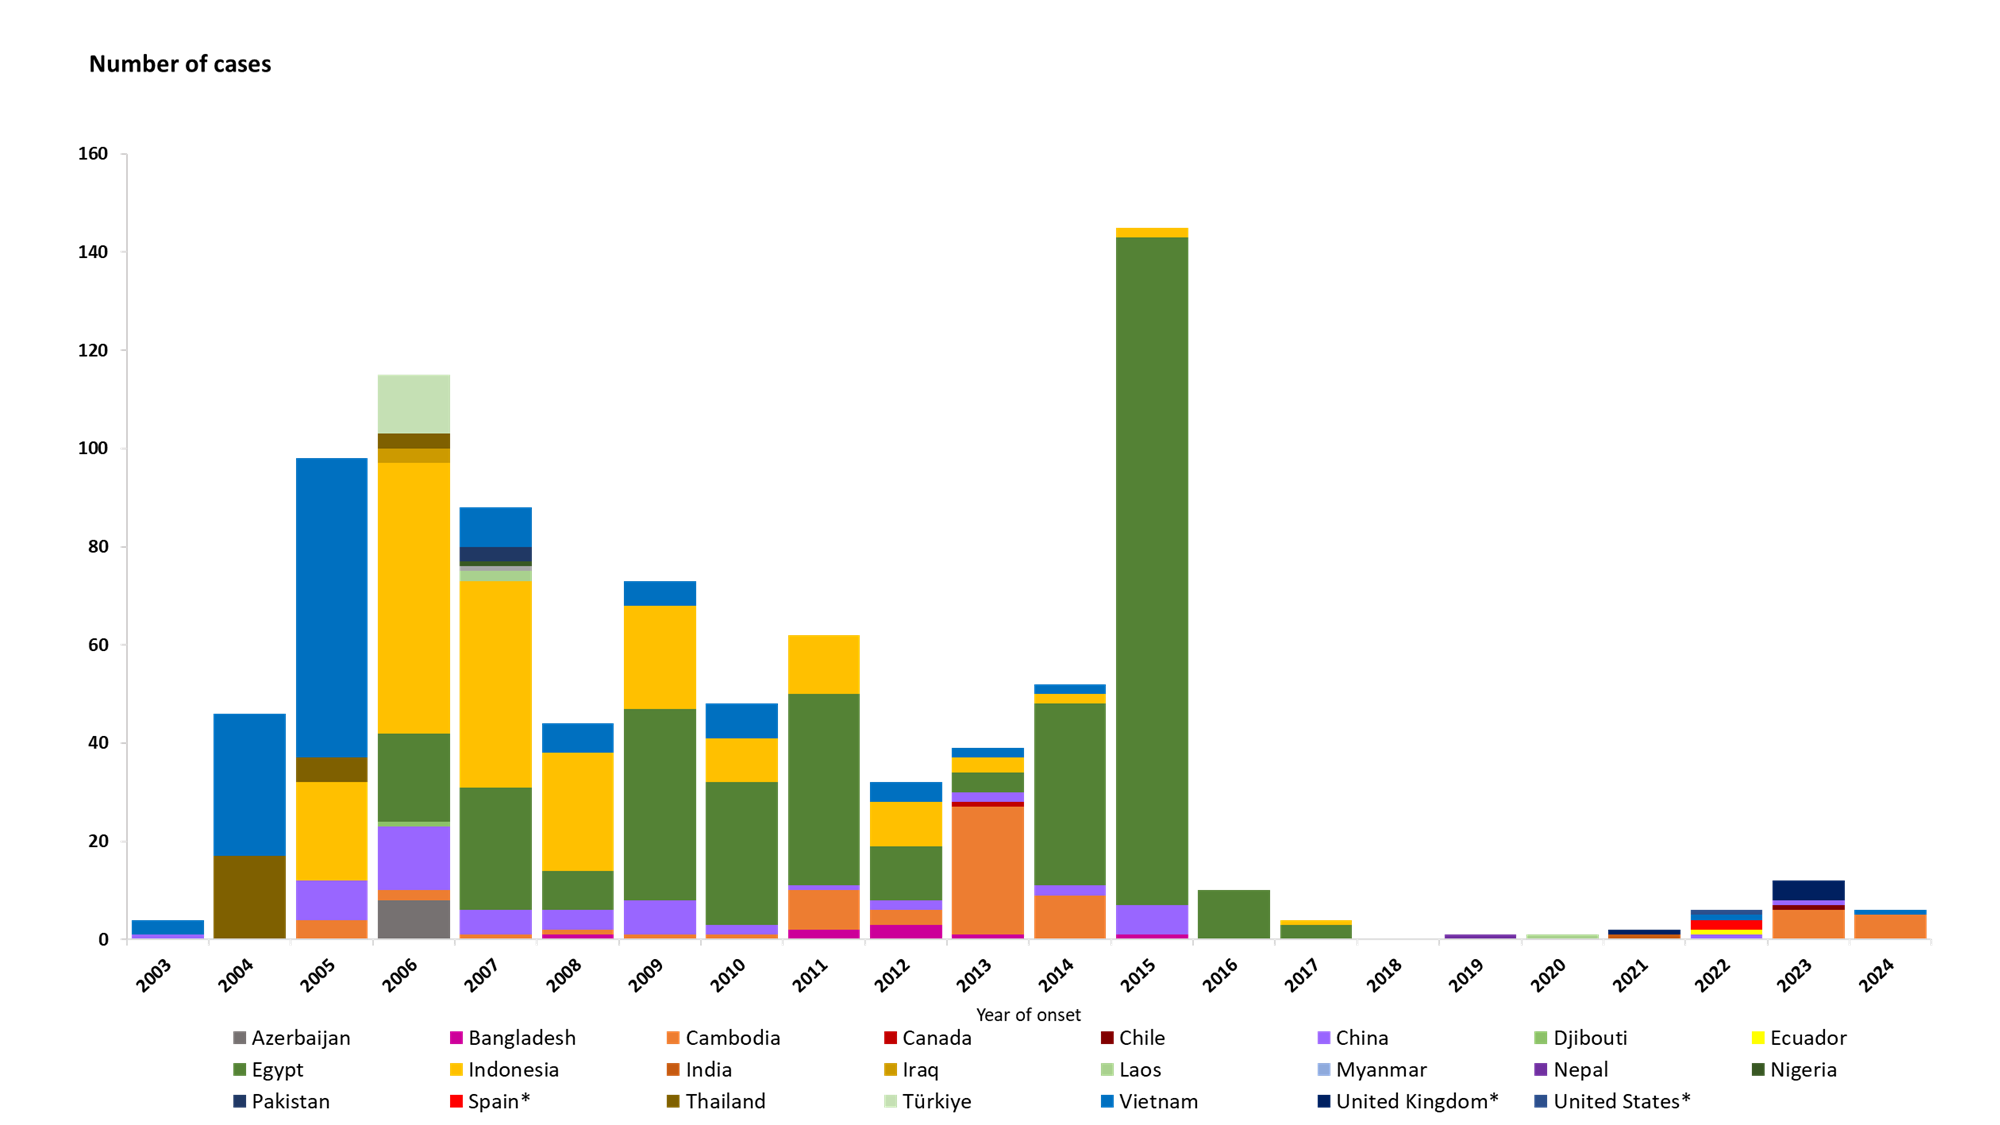 Number of cases
160
140
120
100
80
60
40
20
0
2003 2004 2005 2006 2007 2008 2009 2010 2011 2012 2013 2014 2015 2016 2017 2018 2019 2020 2021 2022 2023 2024
Year of onset
Azerbaijan Bangladesh Cambodia Canada Chile China Djibouti Ecuador
Egypt Indonesia India Iraq Laos Myanmar Nepal Nigeria
Pakistan Spain* Thailand Türkiye Vietnam United Kingdom* United States*